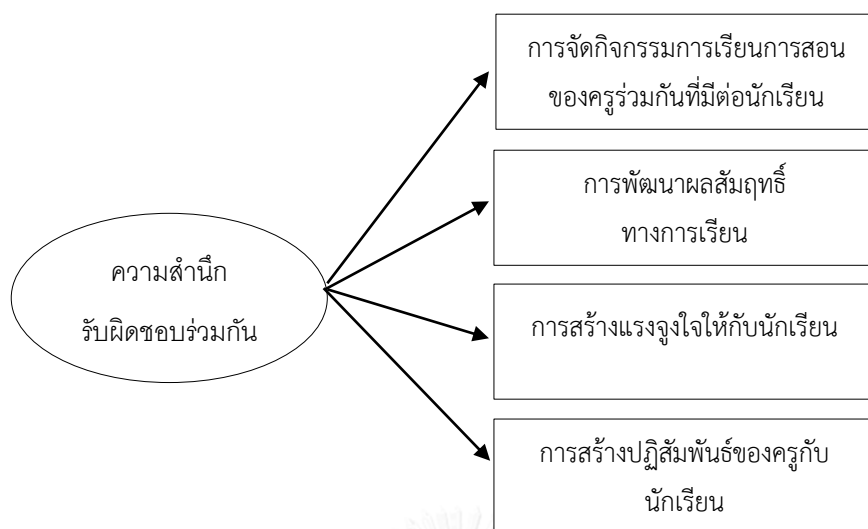 การจัดกิจกรรมการเรียนการสอน
ของครูร่วมกันที่มีต่อนักเรียน
การพัฒนาผลสัมฤทธิ์
ทางการเรียน
ความสำนึก
รับผิดชอบร่วมกัน
การสร้างแรงจูงใจให้กับนักเรียน
การสร้างปฏิสัมพันธ์ของครูกับ
นักเรียน